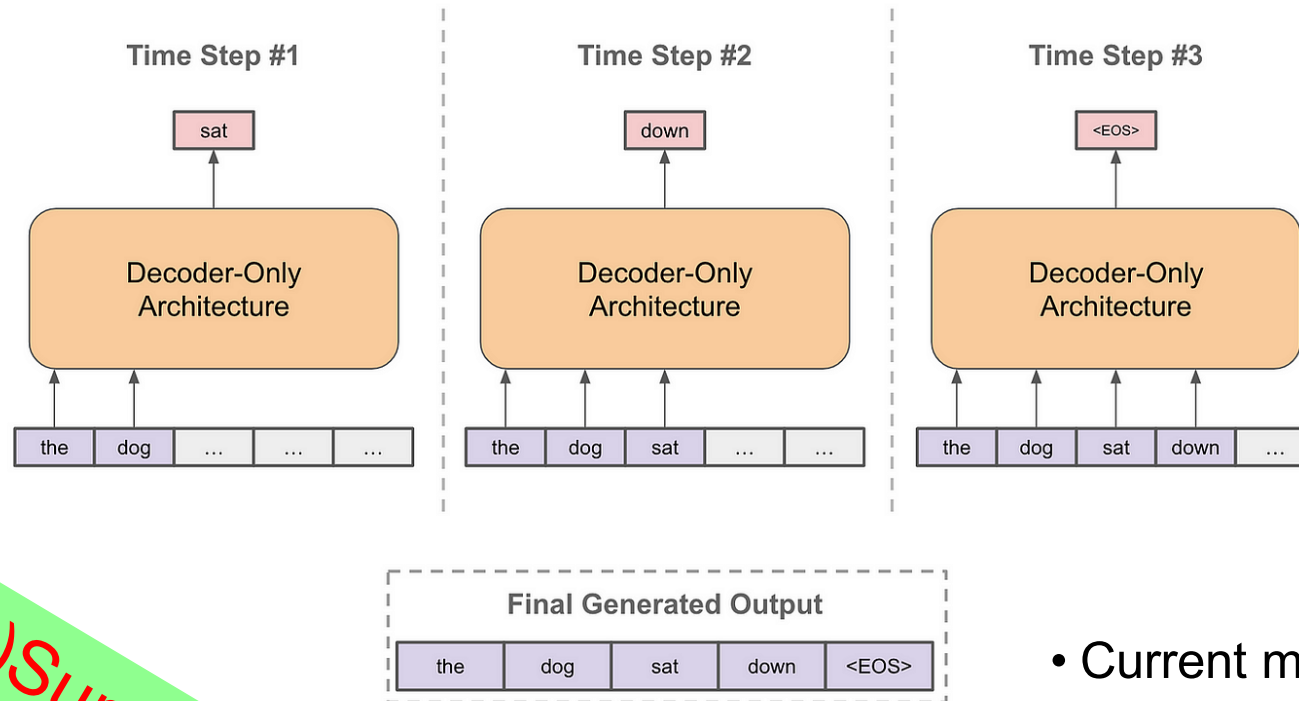 Time Step #1
Time Step #2
Time Step #3
sat
down
<EOS>
Decoder-Only
Architecture
Decoder-Only
Architecture
Decoder-Only
Architecture
the dog ... ... ...
the dog sat ... ...
the dog sat down ...
Final Generated Output
the dog sat down <EOS>
• Current